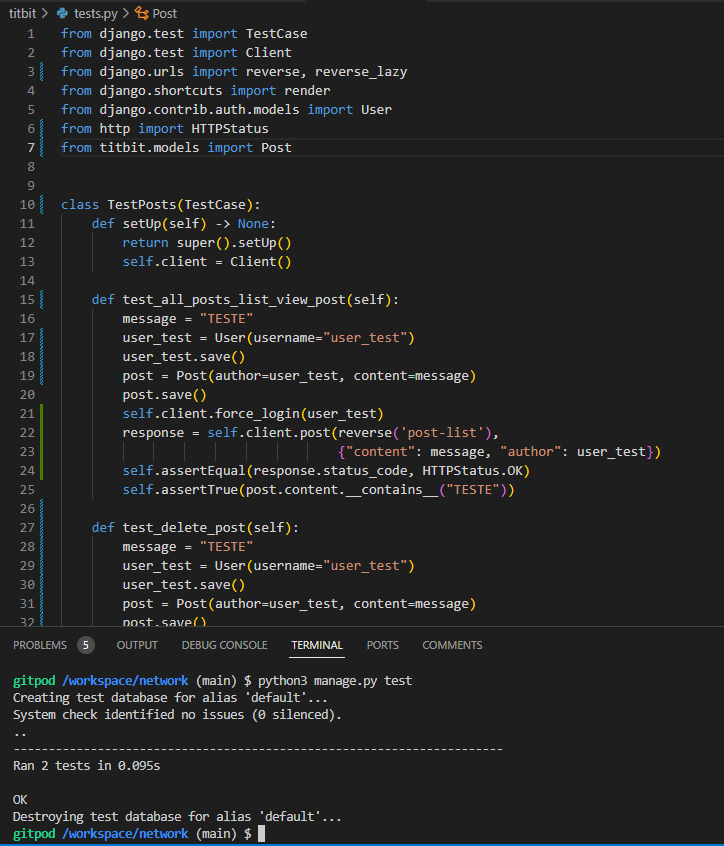 titbit > tests.py > Post
1 from django.test import TestCase
2 from django.test import Client
3 from django.urls import reverse, reverse_lazy
4 from django.shortcuts import render
5 from django.contrib.auth.models import User
6 from http import HTTPStatus
7 from titbit.models import Post
8
9
10 class TestPosts(TestCase):
11     def setUp(self) -> None:
12         return super().setUp()
13         self.client = Client()
14
15     def test_all_posts_list_view_post(self):
16         message = "TESTE"
17         user_test = User(username="user_test")
18         user_test.save()
19         post = Post(author=user_test, content=message)
20         post.save()
21         self.client.force_login(user_test)
22         response = self.client.post(reverse('post-list'),
23                                     {"content": message, "author": user_test})
24         self.assertEqual(response.status_code, HTTPStatus.OK)
25         self.assertTrue(post.content.__contains__("TESTE"))
26
27     def test_delete_post(self):
28         message = "TESTE"
29         user_test = User(username="user_test")
30         user_test.save()
31         post = Post(author=user_test, content=message)
32         post.save()
PROBLEMS 5 OUTPUT DEBUG CONSOLE TERMINAL PORTS COMMENTS
gitpod /workspace/network (main) $ python3 manage.py test
Creating test database for alias 'default'...
System check identified no issues (0 silenced).
..
----------------------------------------------------------------------
Ran 2 tests in 0.095s

OK
Destroying test database for alias 'default'...
gitpod /workspace/network (main) $